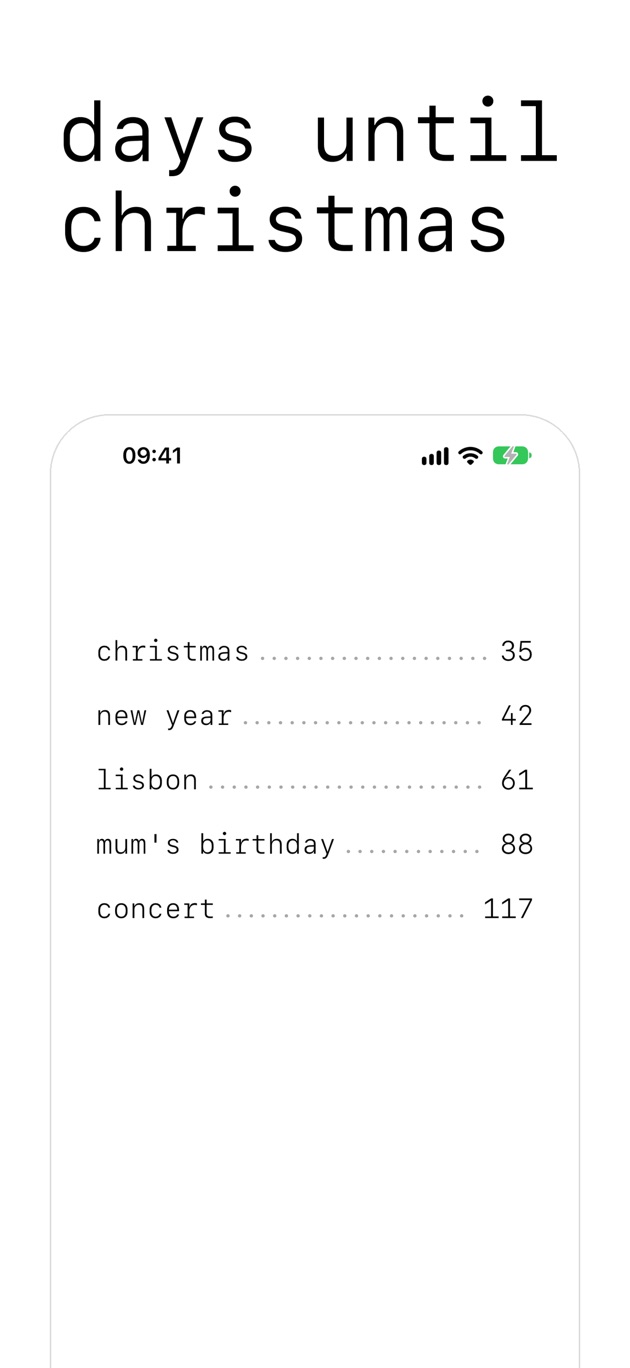 days until
christmas
09:41
christmas ................... 35
new year ..................... 42
lisbon ........................ 61
mum's birthday ............ 88
concert ..................... 117